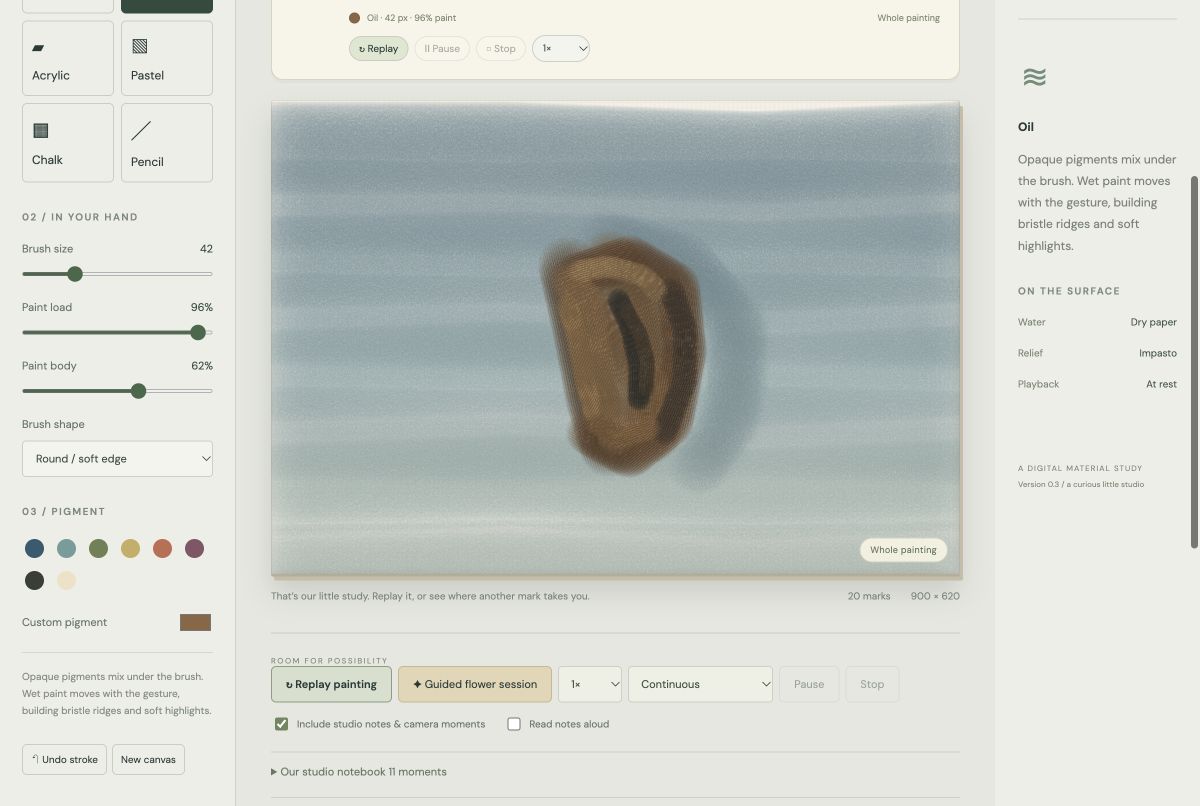 Acrylic
Pastel
Chalk
Pencil
02 / IN YOUR HAND
Brush size 42
Paint load 96%
Paint body 62%
Brush shape
Round / soft edge
03 / PIGMENT
Custom pigment
Opaque pigments mix under the brush.
Wet paint moves with the gesture,
building bristle ridges and soft highlights.
Undo stroke
New canvas
Oil · 42 px · 96% paint
Whole painting
↻ Replay
II Pause
▫ Stop
1×
Whole painting
That's our little study. Replay it, or see where another mark takes you.
20 marks 900 × 620
ROOM FOR POSSIBILITY
↻ Replay painting
✦ Guided flower session
1×
Continuous
Pause
Stop
Include studio notes & camera moments
Read notes aloud
▶ Our studio notebook 11 moments
Oil
Opaque pigments mix under
the brush. Wet paint moves
with the gesture, building
bristle ridges and soft
highlights.
ON THE SURFACE
Water Dry paper
Relief Impasto
Playback At rest
A DIGITAL MATERIAL STUDY
Version 0.3 / a curious little studio